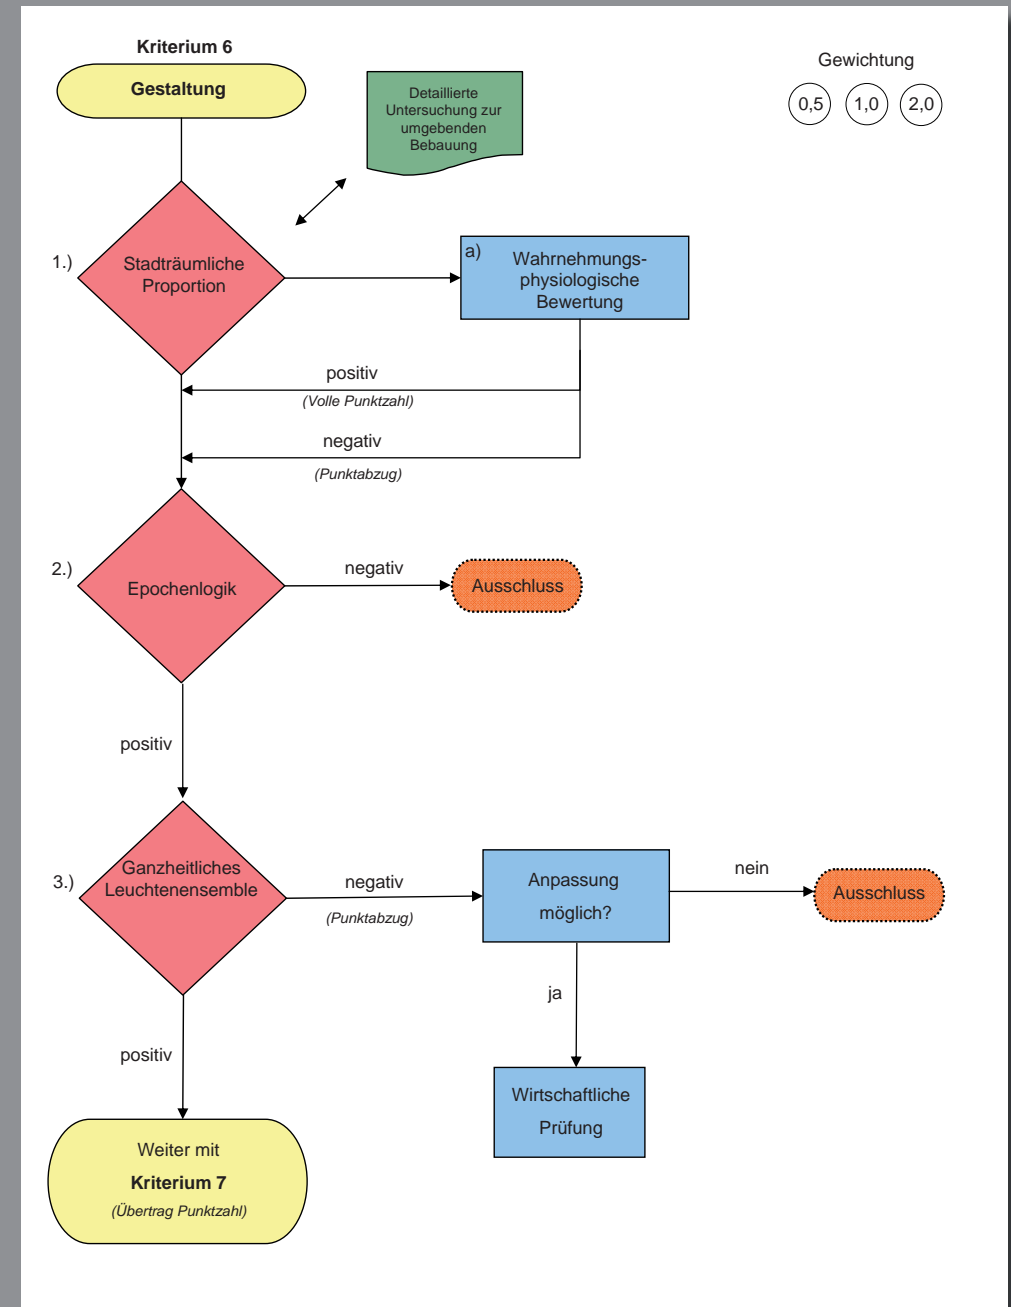 Kriterium 6
Gestaltung
Detaillierte
Untersuchung zur
umgebenden
Bebauung
Gewichtung
0,5 1,0 2,0
1.)
Stadträumliche
Proportion
a)
Wahrnehmungs-
physiologische
Bewertung
positiv
(Volle Punktzahl)
negativ
(Punktabzug)
2.)
Epochenlogik
negativ
Ausschluss
positiv
3.)
Ganzheitliches
Leuchtenensemble
negativ
(Punktabzug)
Anpassung
möglich?
nein
Ausschluss
ja
positiv
Wirtschaftliche
Prüfung
Weiter mit
Kriterium 7
(Übertrag Punktzahl)